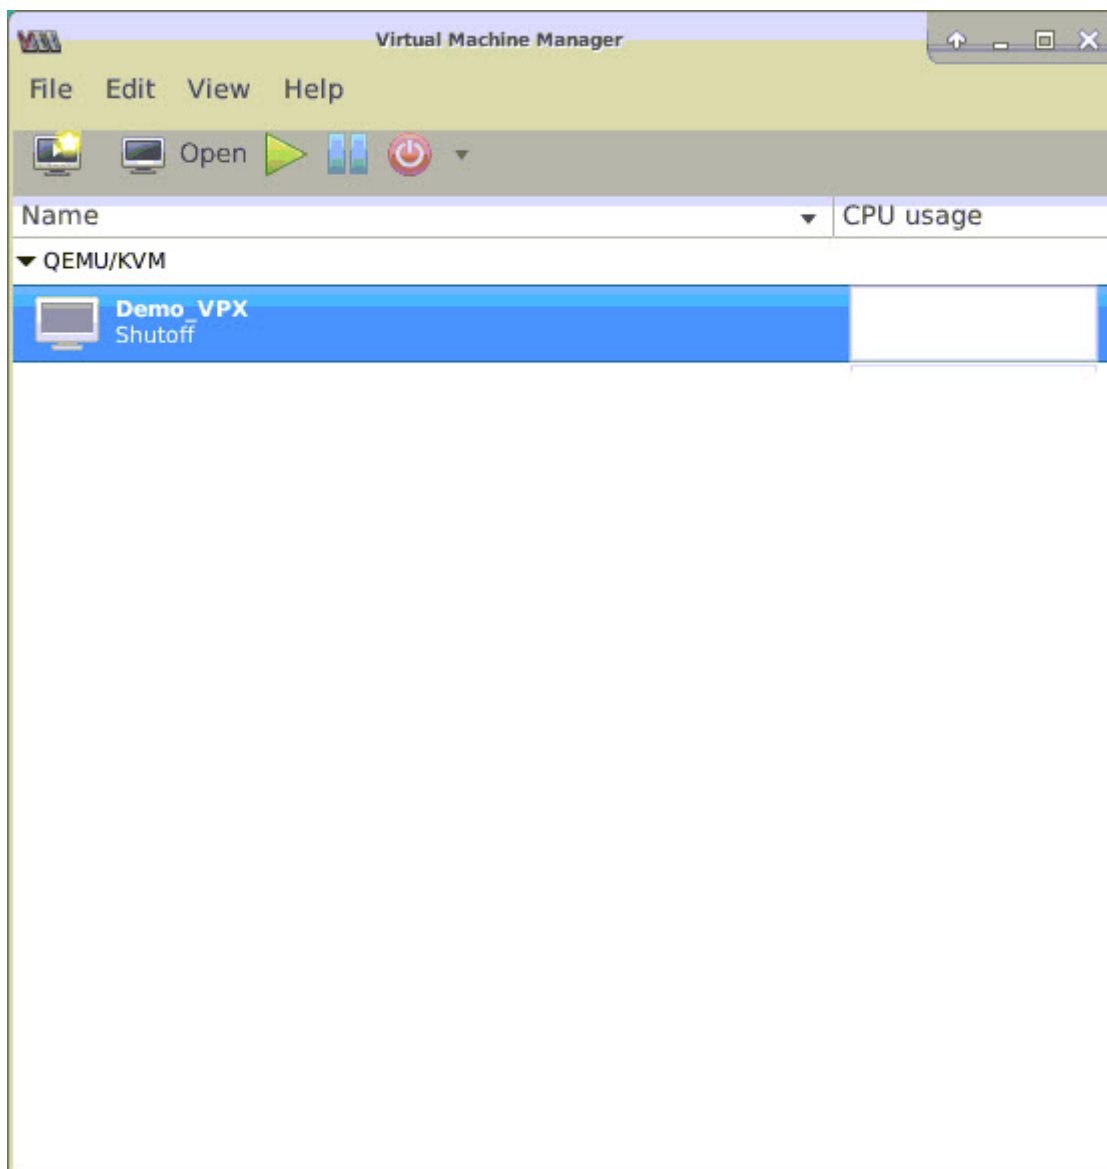 Virtual Machine Manager
File Edit View Help
Open
Name CPU usage
QEMU/KVM
Demo_VPX
Shutoff